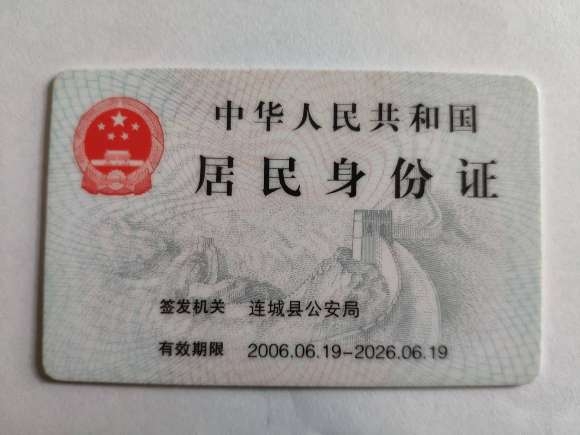 中华人民共和国
居民身份证
签发机关 连城县公安局
有效期限 2006.06.19-2026.06.19